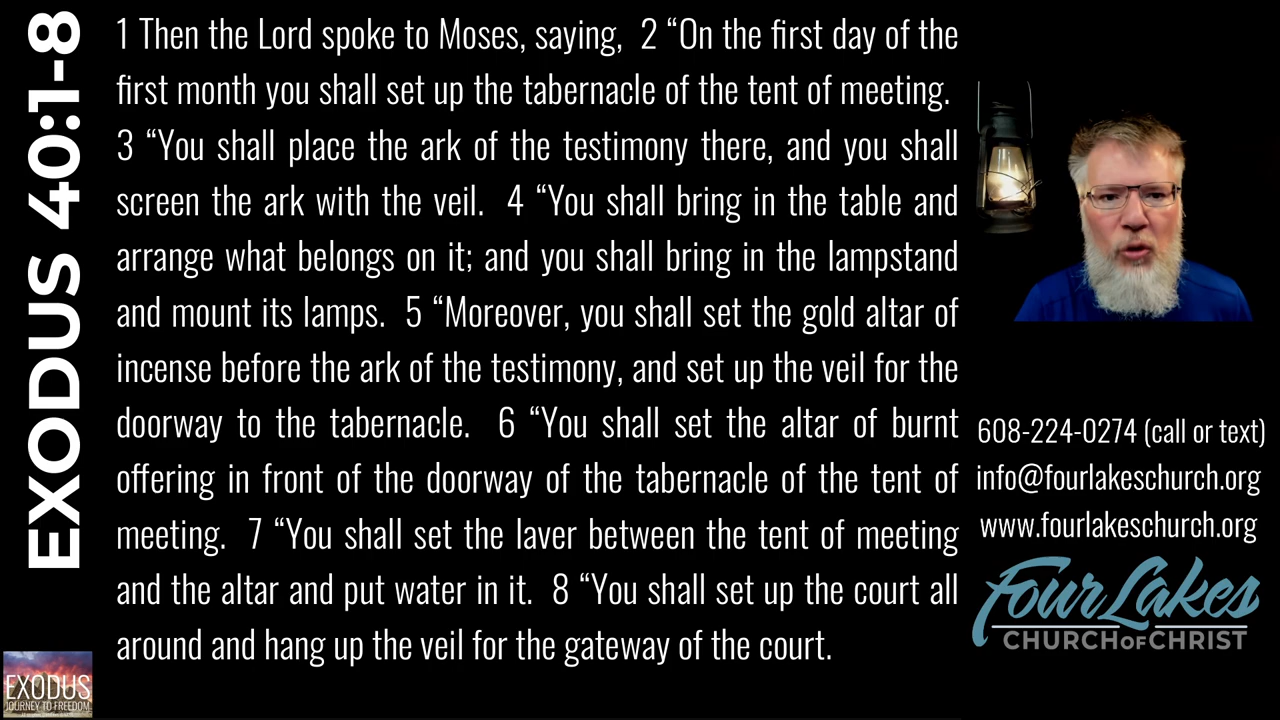 EXODUS 40:1-8
1 Then the Lord spoke to Moses, saying, 2 “On the first day of the
first month you shall set up the tabernacle of the tent of meeting.
3 “You shall place the ark of the testimony there, and you shall
screen the ark with the veil. 4 “You shall bring in the table and
arrange what belongs on it; and you shall bring in the lampstand
and mount its lamps. 5 “Moreover, you shall set the gold altar of
incense before the ark of the testimony, and set up the veil for the
doorway to the tabernacle. 6 “You shall set the altar of burnt
offering in front of the doorway of the tabernacle of the tent of
meeting. 7 “You shall set the laver between the tent of meeting
and the altar and put water in it. 8 “You shall set up the court all
around and hang up the veil for the gateway of the court.
608-224-0274 (call or text)
info@fourlakeschurch.org
www.fourlakeschurch.org
Four Lakes
CHURCH OF CHRIST
EXODUS
JOURNEY TO FREEDOM